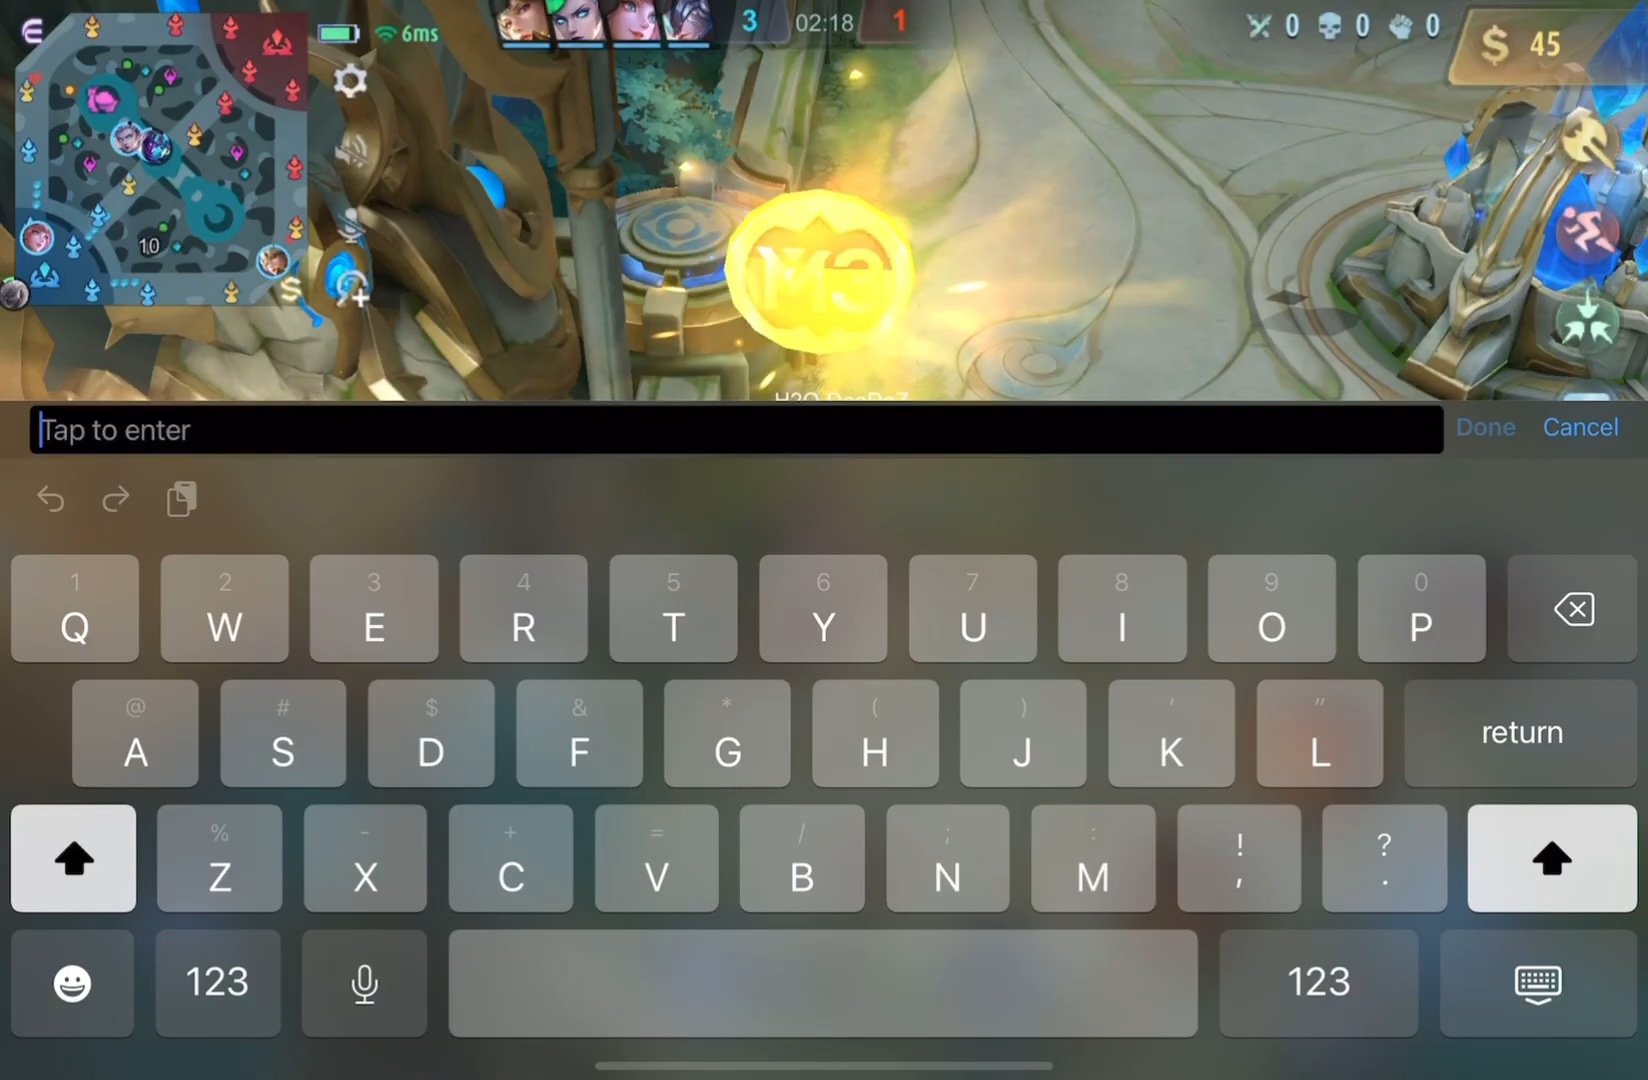 6ms
3 02:18 1
0 0 0
$ 45
10
M3
Tap to enter
Done Cancel
1 2 3 4 5 6 7 8 9 0
Q W E R T Y U I O P
@ # $ & * ( ) ' "
A S D F G H J K L return
% - + = / ; : ! ?
Z X C V B N M , .
123 123